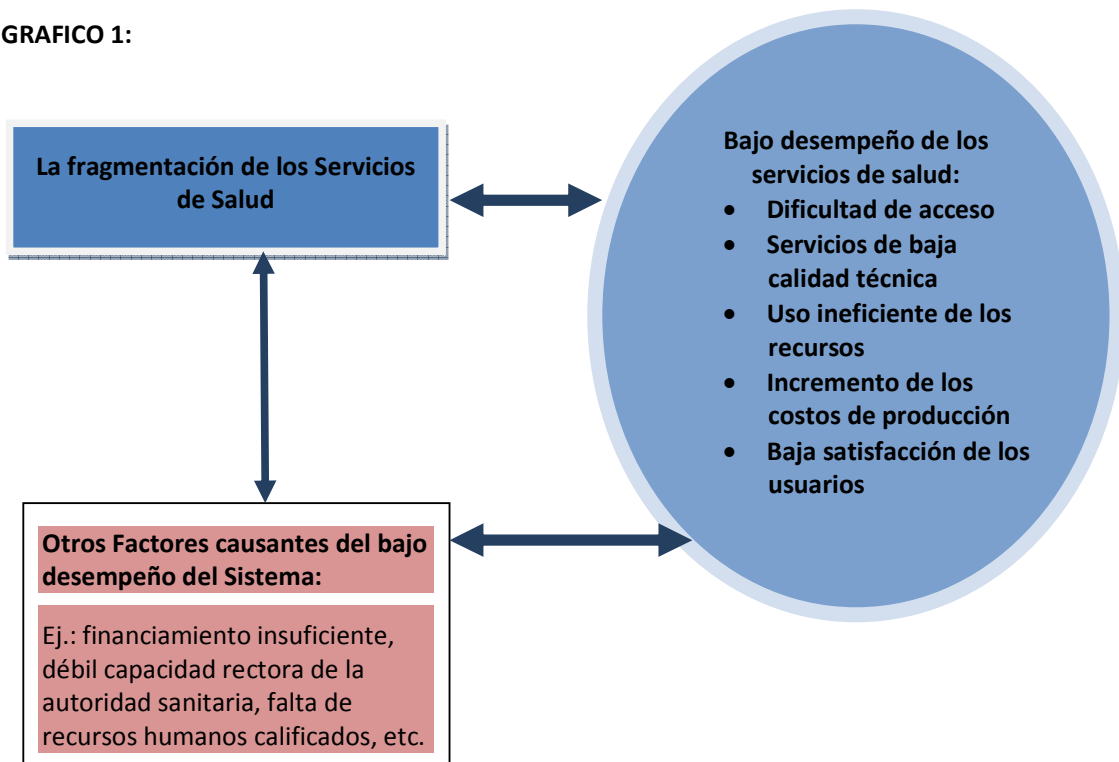 GRAFICO 1:
La fragmentación de los Servicios
de Salud
Bajo desempeño de los
servicios de salud:
• Dificultad de acceso
• Servicios de baja
calidad técnica
• Uso ineficiente de los
recursos
• Incremento de los
costos de producción
• Baja satisfacción de los
usuarios
Otros Factores causantes del bajo
desempeño del Sistema:
Ej.: financiamiento insuficiente,
débil capacidad rectora de la
autoridad sanitaria, falta de
recursos humanos calificados, etc.